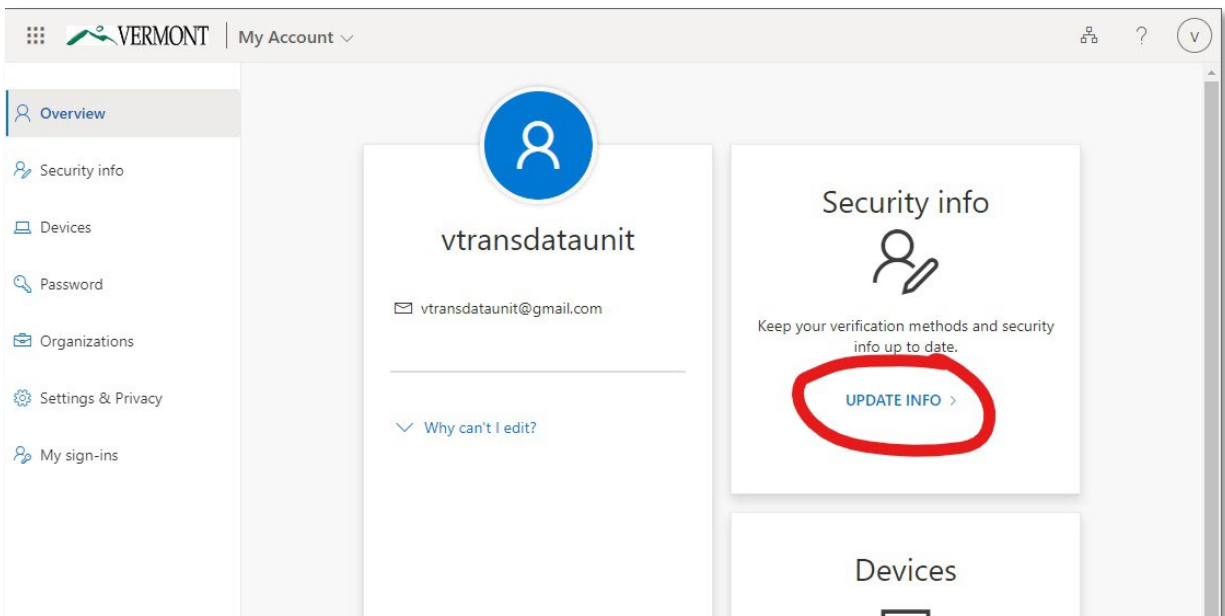 VERMONT
My Account
?
V
Overview
Security info
Devices
Password
Organizations
Settings & Privacy
My sign-ins
vtransdataunit
vtransdataunit@gmail.com
Why can't I edit?
Security info
Keep your verification methods and security
info up to date.
UPDATE INFO >
Devices